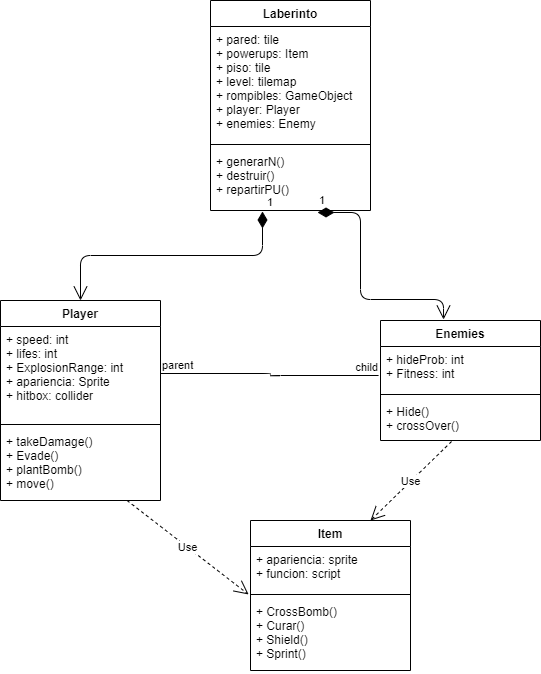 Laberinto
+ pared: tile
+ powerups: Item
+ piso: tile
+ level: tilemap
+ rompibles: GameObject
+ player: Player
+ enemies: Enemy
+ generarN()
+ destruir()
+ repartirPU()
1
1
Player
+ speed: int
+ lifes: int
+ ExplosionRange: int
+ apariencia: Sprite
+ hitbox: collider
+ takeDamage()
+ Evade()
+ plantBomb()
+ move()
parent
child
Enemies
+ hideProb: int
+ Fitness: int
+ Hide()
+ crossOver()
Use
Use
Item
+ apariencia: sprite
+ funcion: script
+ CrossBomb()
+ Curar()
+ Shield()
+ Sprint()